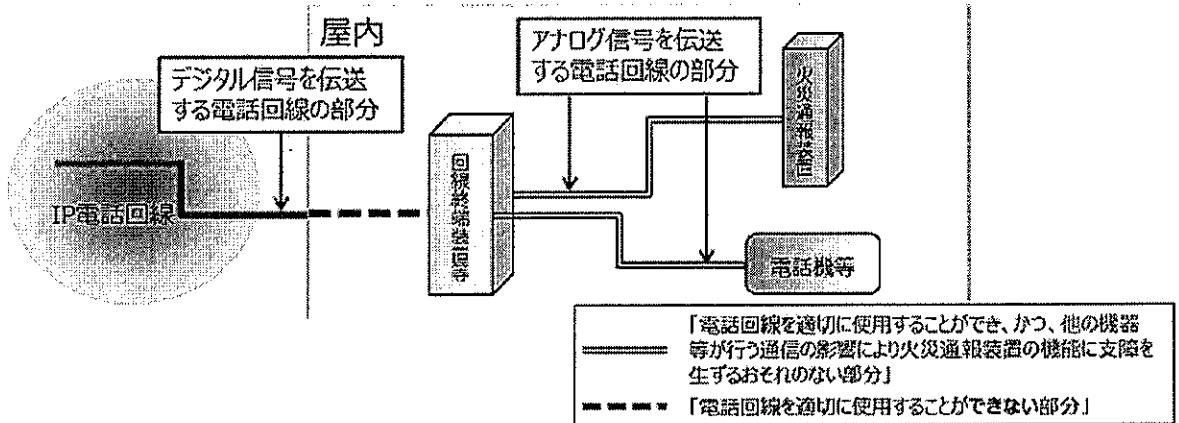 屋内
デジタル信号を伝送
する電話回線の部分
アナログ信号を伝送
する電話回線の部分
火災通報装置
回線終端装置等
IP電話回線
電話機等
「電話回線を適切に使用することができ、かつ、他の機器
等が行う通信の影響により火災通報装置の機能に支障を
生ずるおそれのない部分」
「電話回線を適切に使用することができない部分」